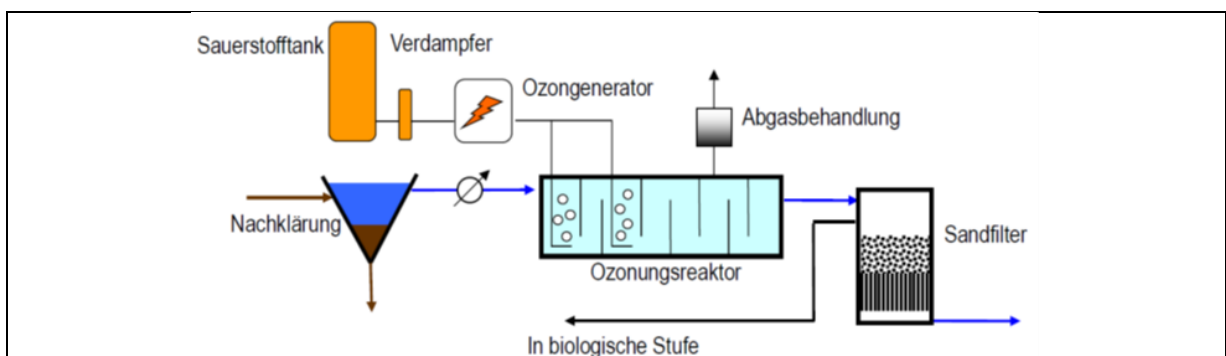 Sauerstofftank
Verdampfer
Ozongenerator
Abgasbehandlung
Nachklärung
Ozonungsreaktor
Sandfilter
In biologische Stufe